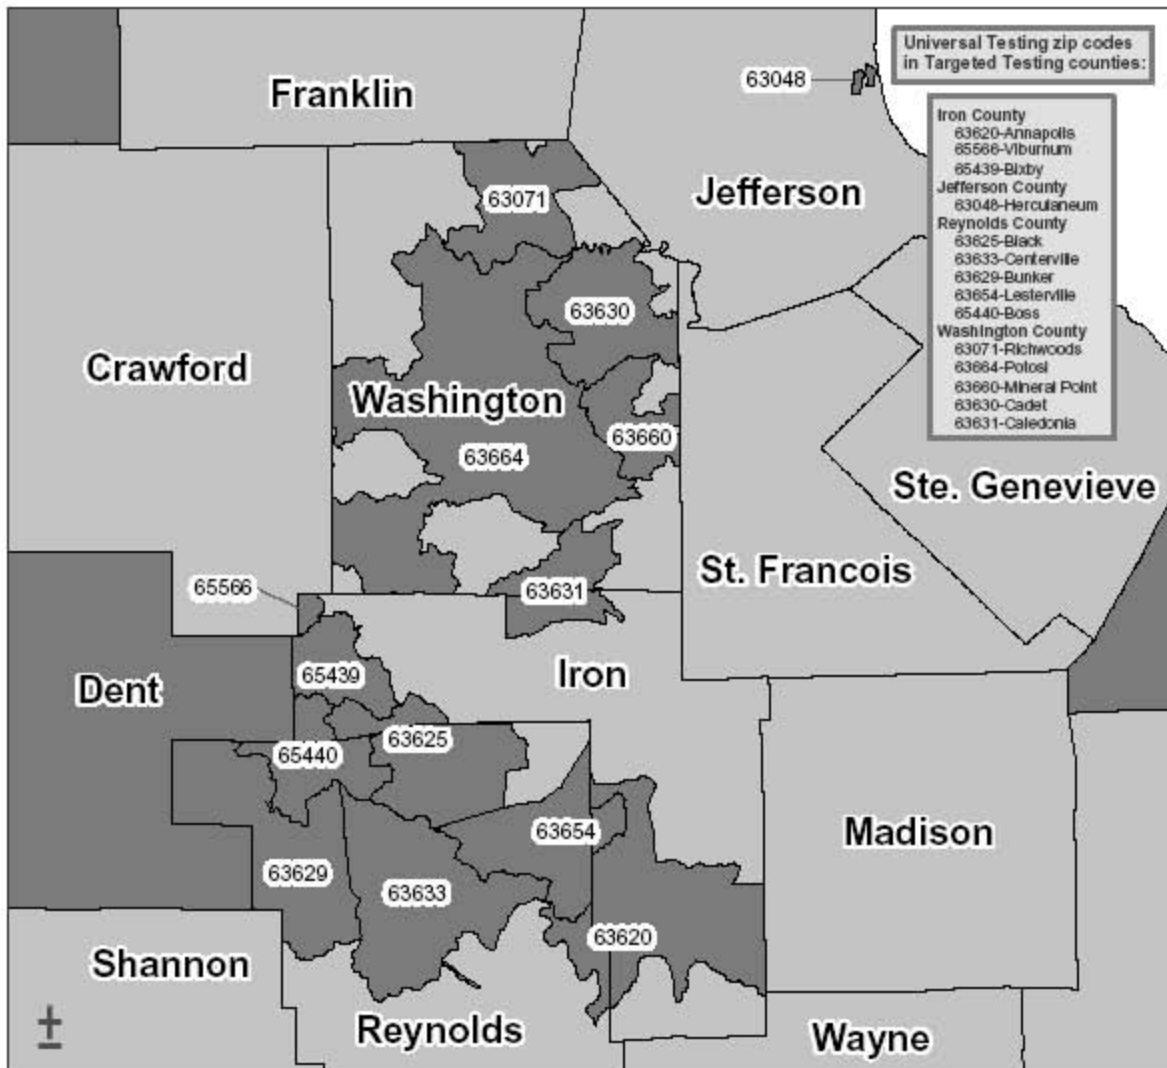 Universal Testing zip codes
in Targeted Testing counties:
63048
Franklin
Iron County
63620-Annapolis
65566-Viburnum
65439-Bixby
Jefferson County
63048-Herculaneum
Reynolds County
63625-Black
63633-Centerville
63629-Bunker
63654-Lesterville
65440-Boss
Washington County
63071-Richwoods
63664-Potosi
63660-Mineral Point
63630-Cadet
63631-Caledonia
63071
Jefferson
63630
Crawford
Washington
63660
63664
Ste. Genevieve
St. Francois
65566
63631
65439
Iron
Dent
63625
65440
63654
Madison
63629
63633
63620
Shannon
Reynolds
Wayne
±